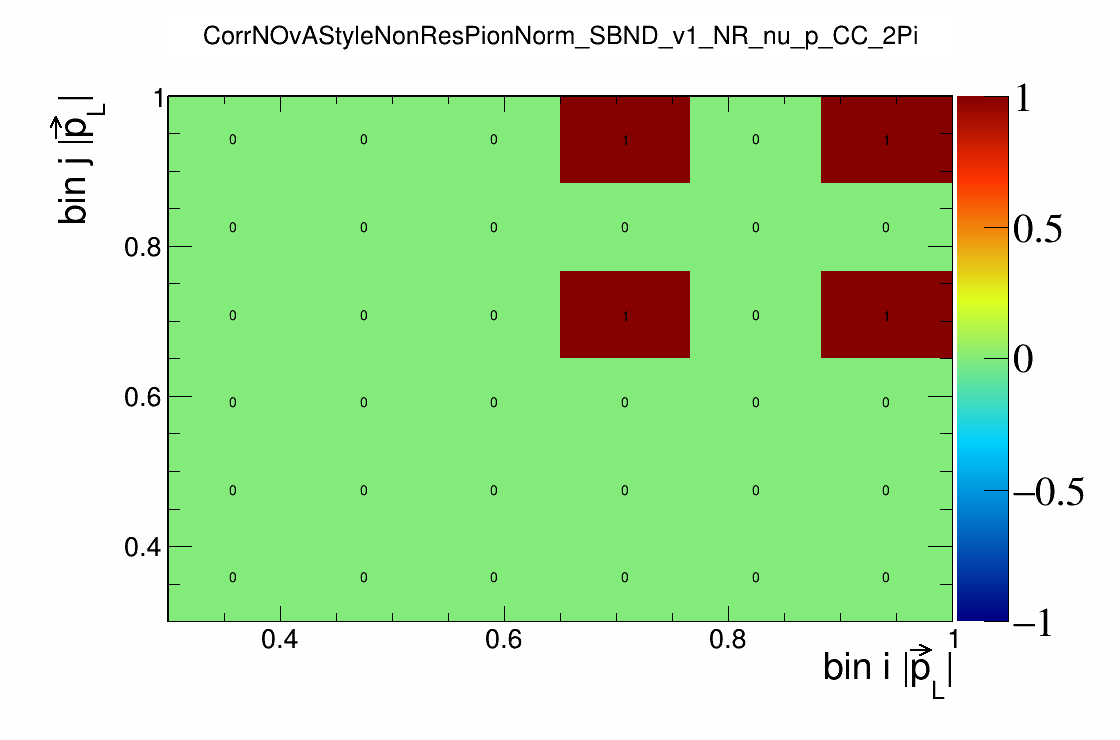 CorrNOvAStyleNonResPionNorm_SBND_v1_NR_nu_p_CC_2Pi
bin j |p⃗_L|
1
0.8
0.6
0.4
0 0 0 1 0 1
0 0 0 0 0 0
0 0 0 1 0 1
0 0 0 0 0 0
0 0 0 0 0 0
0 0 0 0 0 0
0.4 0.6 0.8 1
bin i |p⃗_L|
1
0.5
0
−0.5
−1